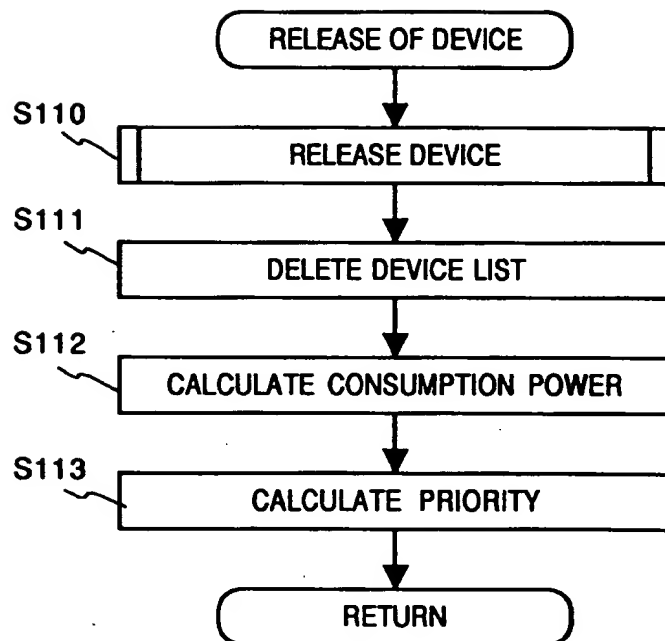 RELEASE OF DEVICE
S110
RELEASE DEVICE
S111
DELETE DEVICE LIST
S112
CALCULATE CONSUMPTION POWER
S113
CALCULATE PRIORITY
RETURN